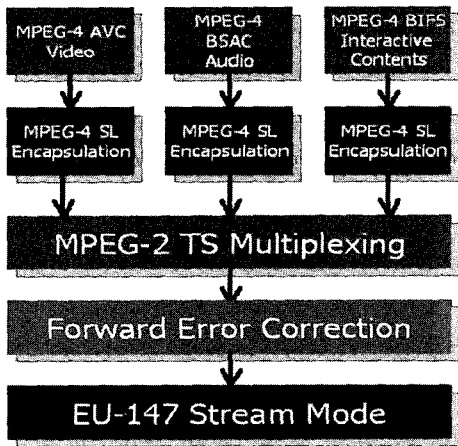 MPEG-4 AVC
Video
MPEG-4
BSAC
Audio
MPEG-4 BIFS
Interactive
Contents
MPEG-4 SL
Encapsulation
MPEG-4 SL
Encapsulation
MPEG-4 SL
Encapsulation
MPEG-2 TS Multiplexing
Forward Error Correction
EU-147 Stream Mode